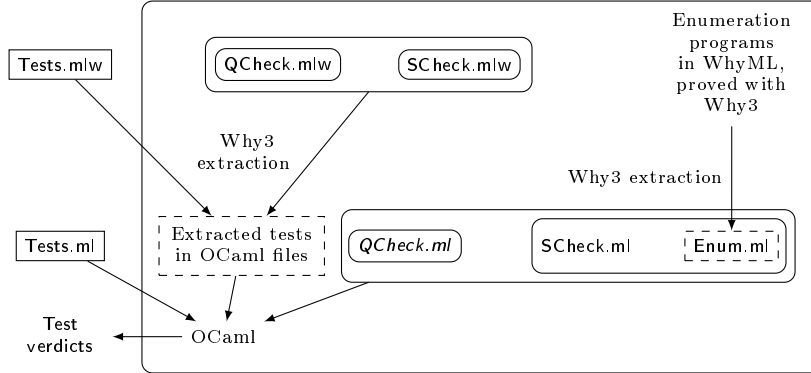 Enumeration
programs
in WhyML,
proved with
Why3
Tests.mlw
QCheck.mlw
SCheck.mlw
Why3
extraction
Why3 extraction
Extracted tests
in OCaml files
Tests.ml
QCheck.ml
SCheck.ml
Enum.ml
Test
verdicts
OCaml